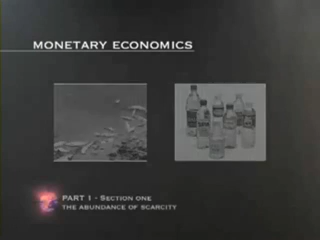 MONETARY ECONOMICS
PART 1 - SECTION ONE
THE ABUNDANCE OF SCARCITY